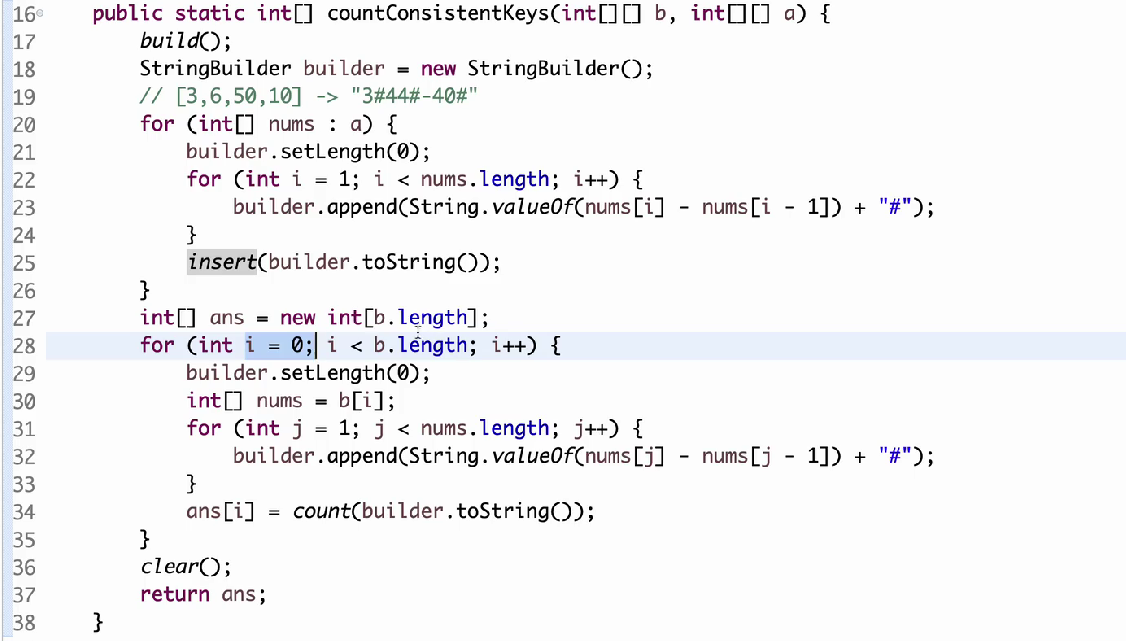 16 public static int[] countConsistentKeys(int[][] b, int[][] a) {
17 build();
18 StringBuilder builder = new StringBuilder();
19 // [3,6,50,10] -> "3#44#-40#"
20 for (int[] nums : a) {
21 builder.setLength(0);
22 for (int i = 1; i < nums.length; i++) {
23 builder.append(String.valueOf(nums[i] - nums[i - 1]) + "#");
24 }
25 insert(builder.toString());
26 }
27 int[] ans = new int[b.length];
28 for (int i = 0; i < b.length; i++) {
29 builder.setLength(0);
30 int[] nums = b[i];
31 for (int j = 1; j < nums.length; j++) {
32 builder.append(String.valueOf(nums[j] - nums[j - 1]) + "#");
33 }
34 ans[i] = count(builder.toString());
35 }
36 clear();
37 return ans;
38 }